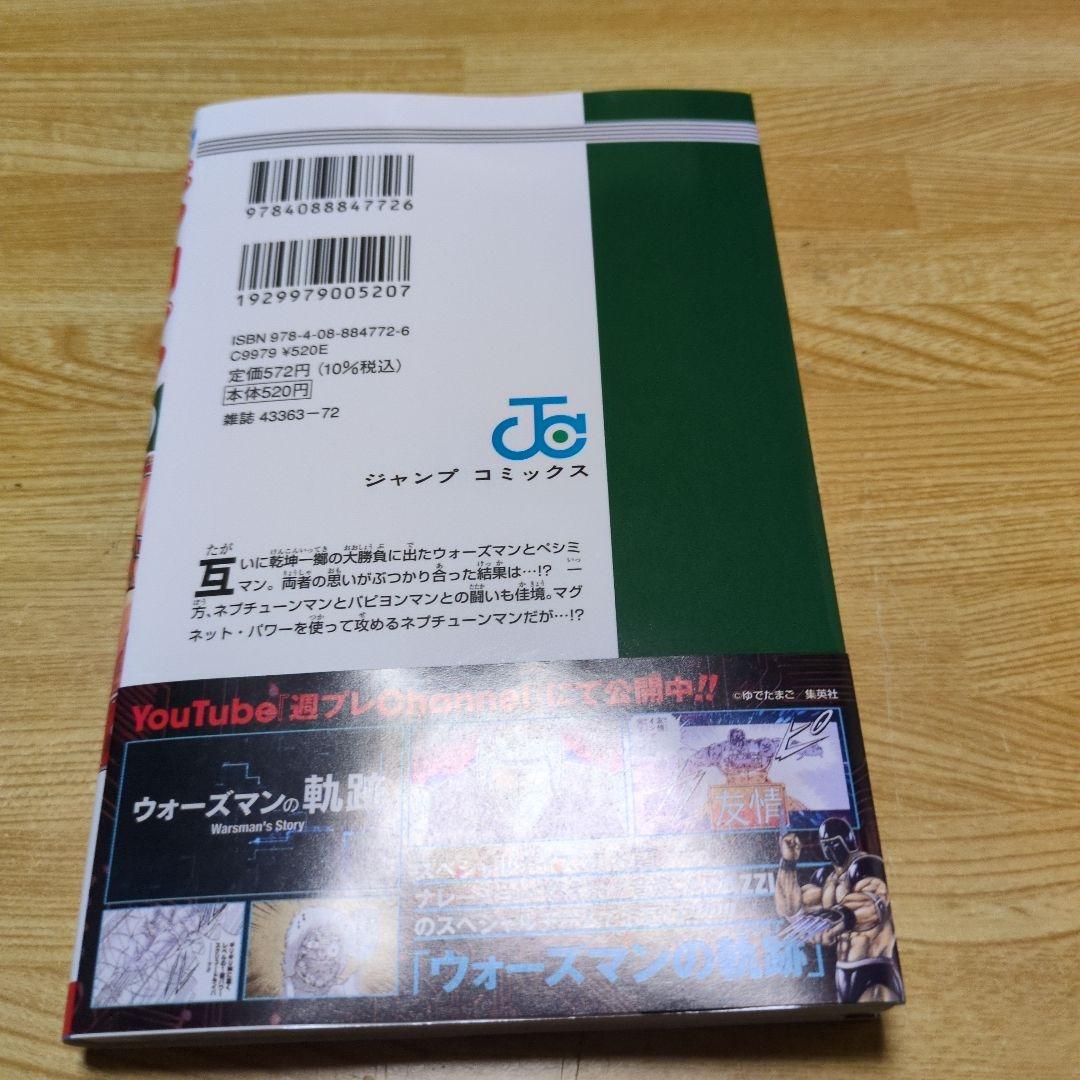 9784088847726
1929979005207
ISBN 978-4-08-884772-6
C9979 ¥520E
定価572円(10%税込)
本体520円
雑誌 43363-72
ジャンプ コミックス
互いに乾坤一擲の大勝負に出たウォーズマンとペシミ
マン。両者の思いがぶつかり合った結果は…!? 一
方、ネプチューンマンとパピヨンマンとの闘いも佳境。マグ
ネット・パワーを使って攻めるネプチューンマンだが…!?
YouTube『週プレChannel』にて公開中!!
©ゆでたまご/集英社
ウォーズマンの軌跡
Warsman's Story
友情
のスペシャル
「ウォーズマンの軌跡」